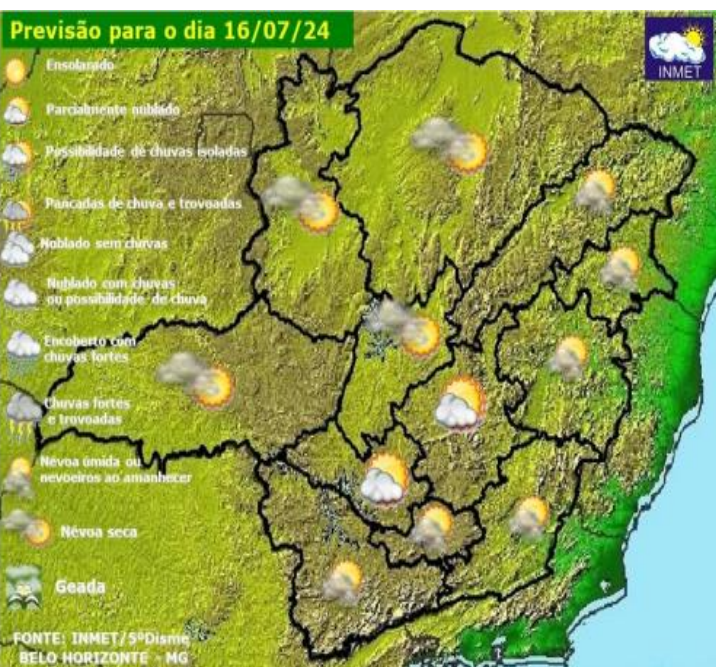 Previsão para o dia 16/07/24
INMET
Ensolarado
Parcialmente nublado
Possibilidade de chuvas isoladas
Pancadas de chuva e trovoadas
Nublado sem chuvas
Nublado com chuvas
ou possibilidade de chuva
Encoberto com
chuvas fortes
Chuvas fortes
e trovoadas
Névoa úmida ou
nevoeiros ao amanhecer
Névoa seca
Geada
FONTE: INMET/5ºDisme
BELO HORIZONTE - MG